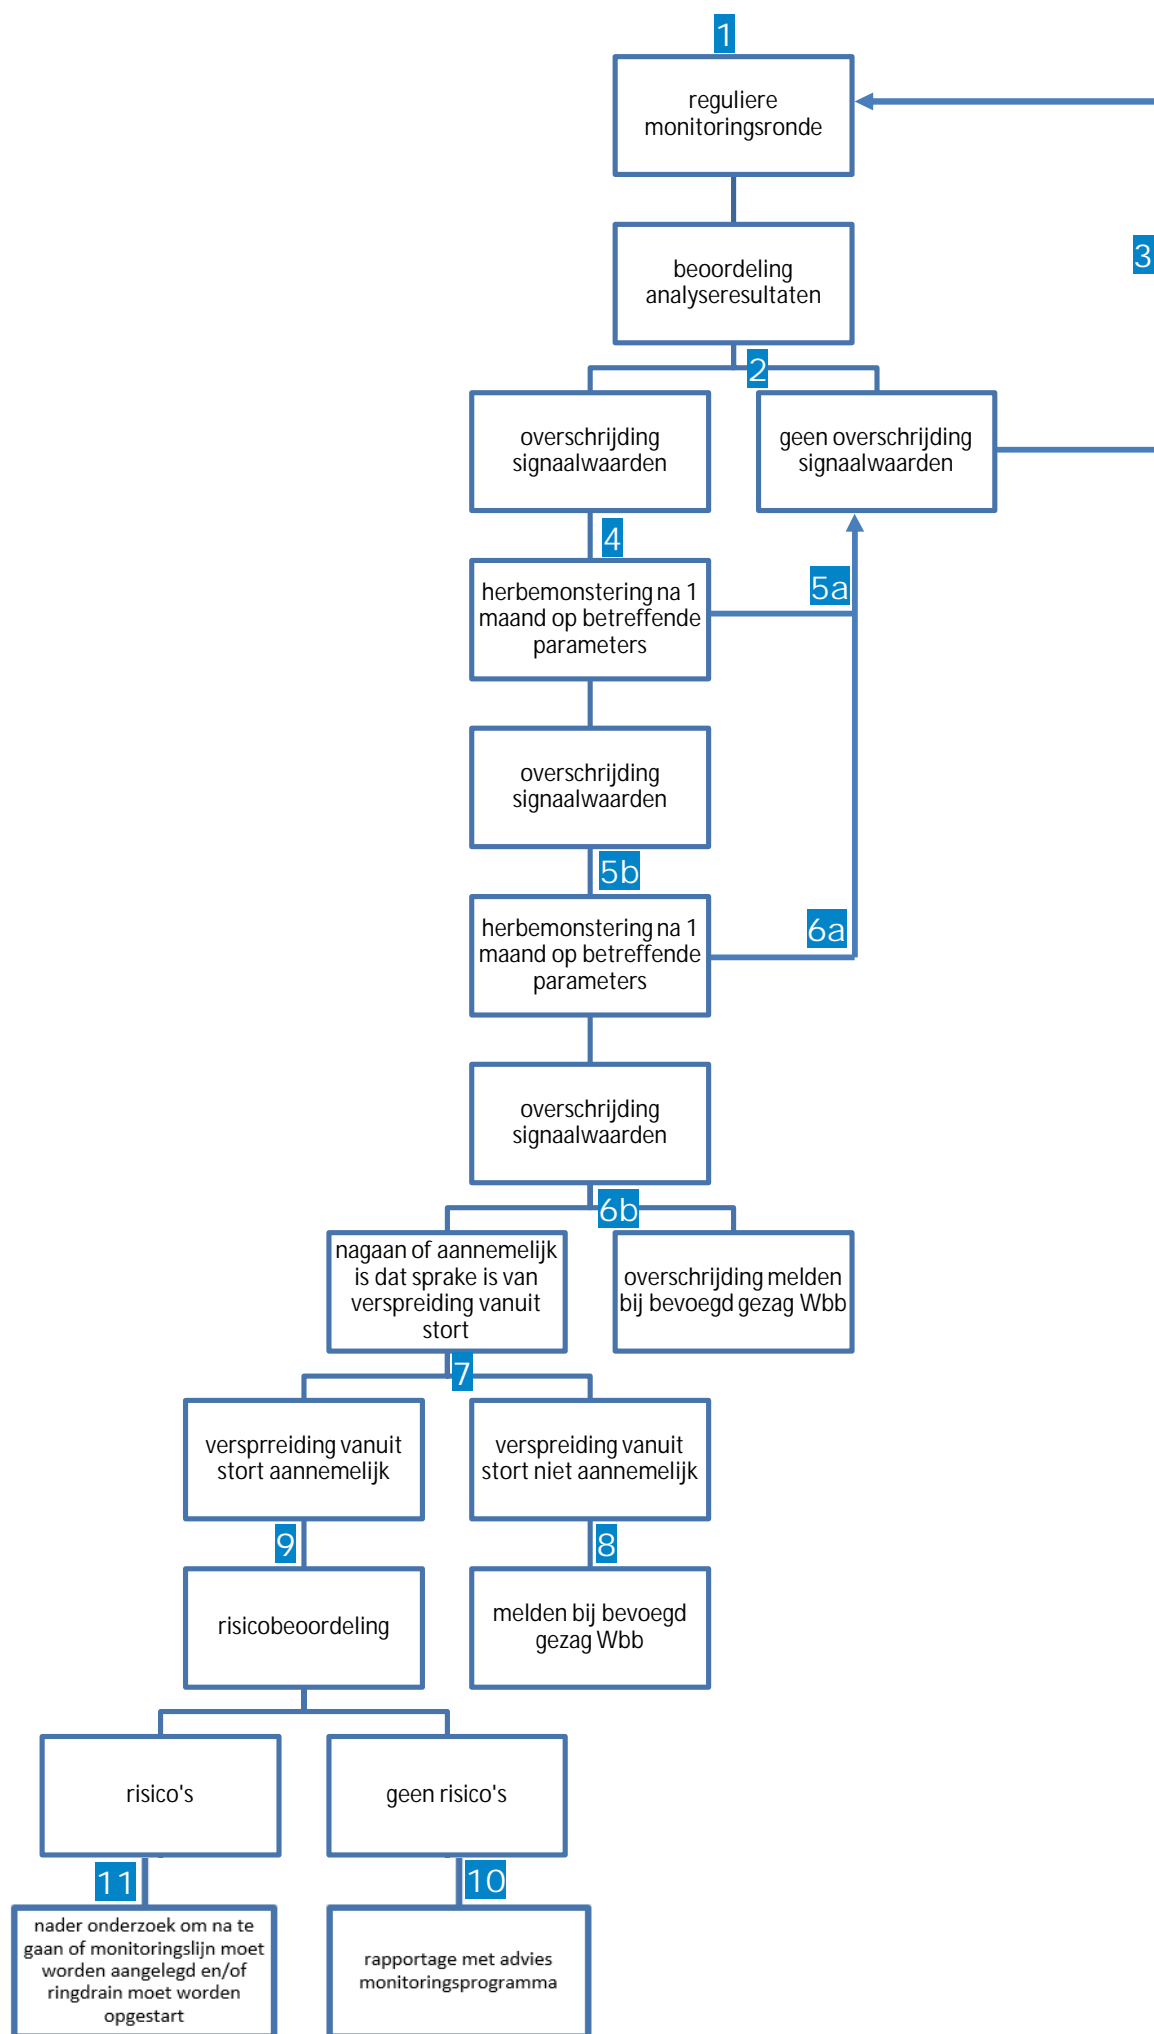 1
reguliere
monitoringsronde
3
beoordeling
analyseresultaten
2
overschrijding
signaalwaarden
geen overschrijding
signaalwaarden
4
herbemonstering na 1
maand op betreffende
parameters
5a
overschrijding
signaalwaarden
5b
herbemonstering na 1
maand op betreffende
parameters
6a
overschrijding
signaalwaarden
6b
nagaan of aannemelijk
is dat sprake is van
verspreiding vanuit
stort
overschrijding melden
bij bevoegd gezag Wbb
7
versprreiding vanuit
stort aannemelijk
verspreiding vanuit
stort niet aannemelijk
9
8
risicobeoordeling
melden bij bevoegd
gezag Wbb
risico's
geen risico's
11
10
nader onderzoek om na te
gaan of monitoringslijn moet
worden aangelegd en/of
ringdrain moet worden
opgestart
rapportage met advies
monitoringsprogramma